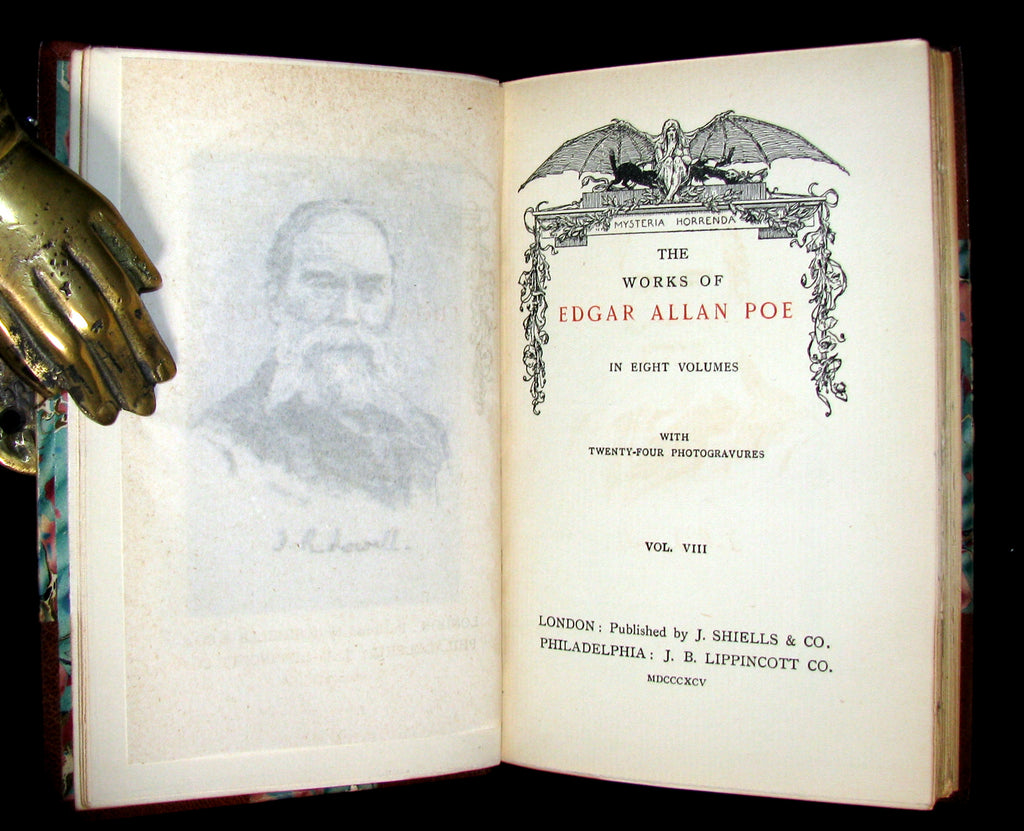 J. R. Lowell.
MYSTERIA HORRENDA
THE
WORKS OF
EDGAR ALLAN POE
IN EIGHT VOLUMES
WITH
TWENTY-FOUR PHOTOGRAVURES
VOL. VIII
LONDON: Published by J. SHIELLS & CO.
PHILADELPHIA: J. B. LIPPINCOTT CO.
MDCCCXCV